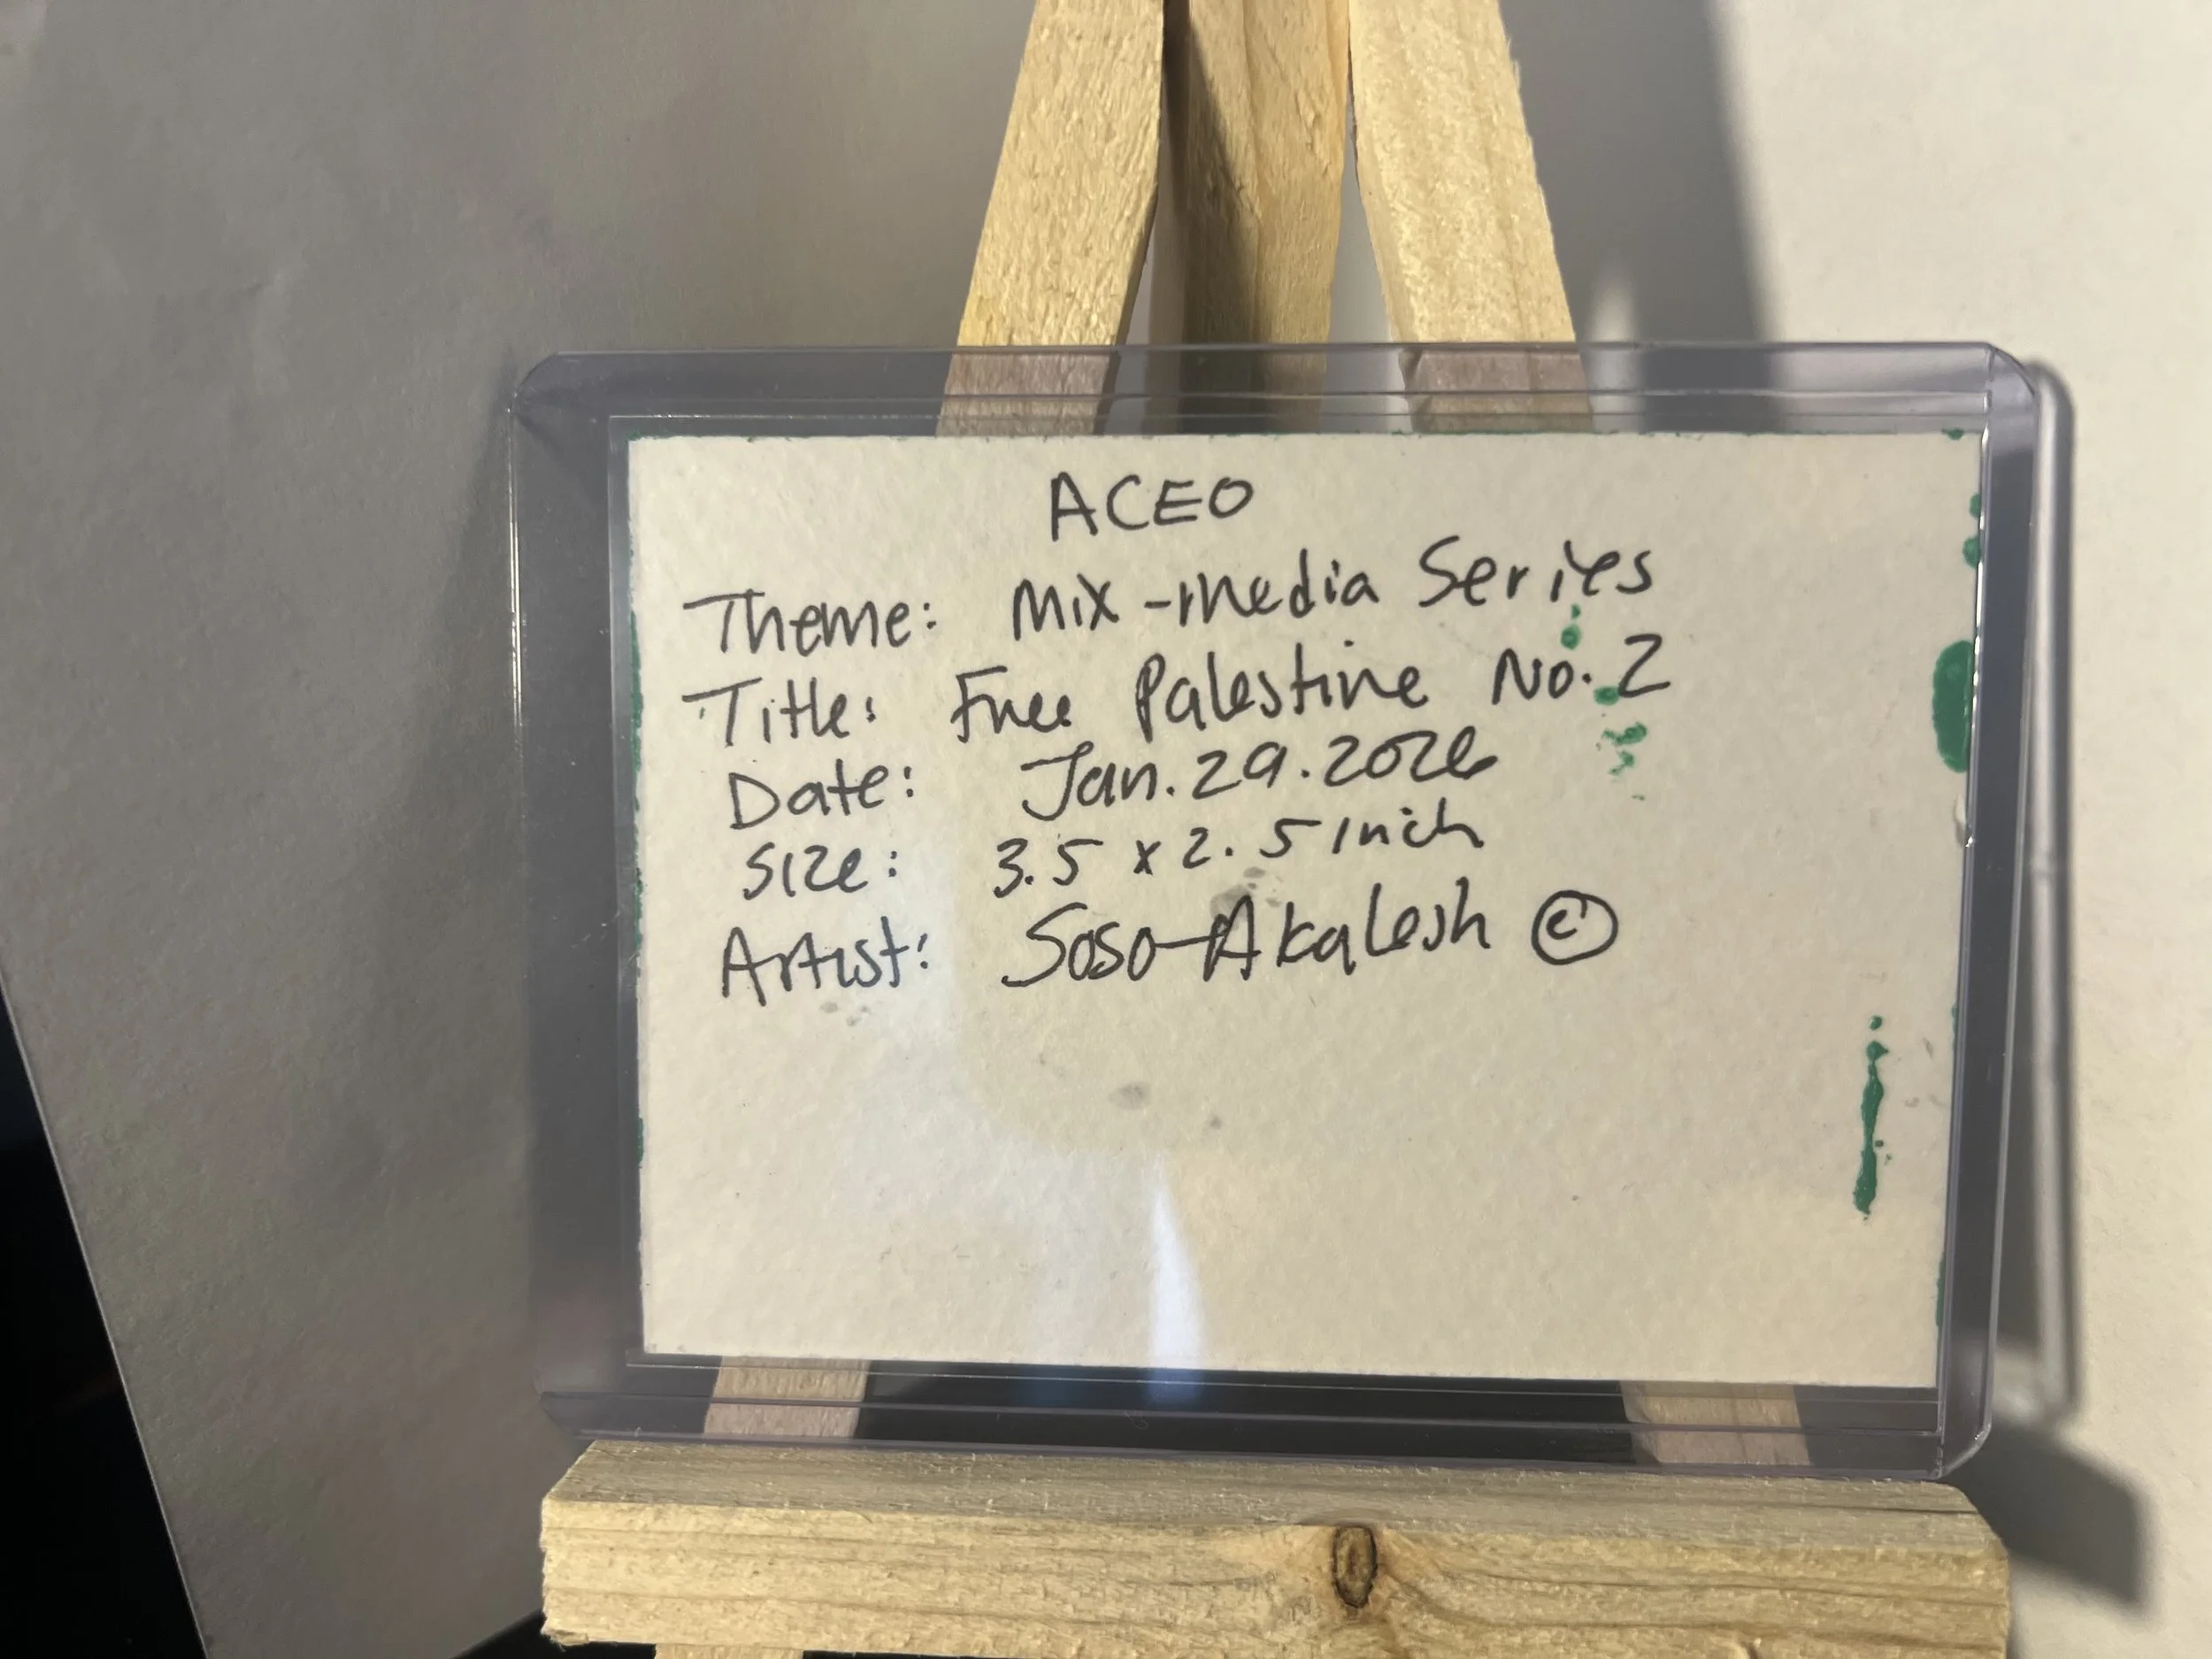 ACEO
Theme: Mix-media Series
Title: Free Palestine No. 2
Date: Jan. 29. 2026
Size: 3.5 x 2.5 inch
Artist: Soso-Akalesh ©